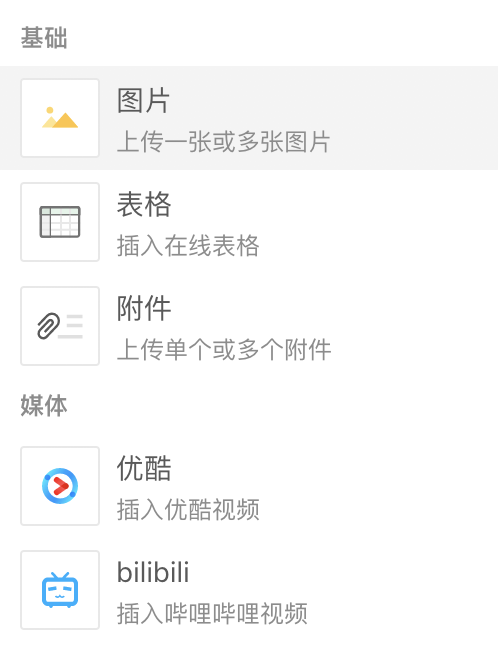 基础
图片
上传一张或多张图片
表格
插入在线表格
附件
上传单个或多个附件
媒体
优酷
插入优酷视频
bilibili
插入哔哩哔哩视频